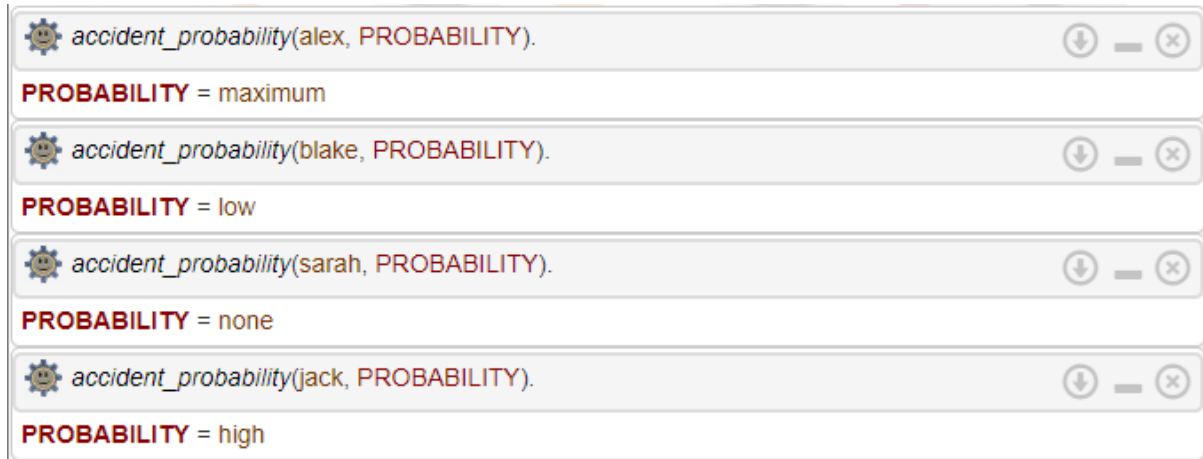 accident_probability(alex, PROBABILITY).
PROBABILITY = maximum
accident_probability(blake, PROBABILITY).
PROBABILITY = low
accident_probability(sarah, PROBABILITY).
PROBABILITY = none
accident_probability(jack, PROBABILITY).
PROBABILITY = high